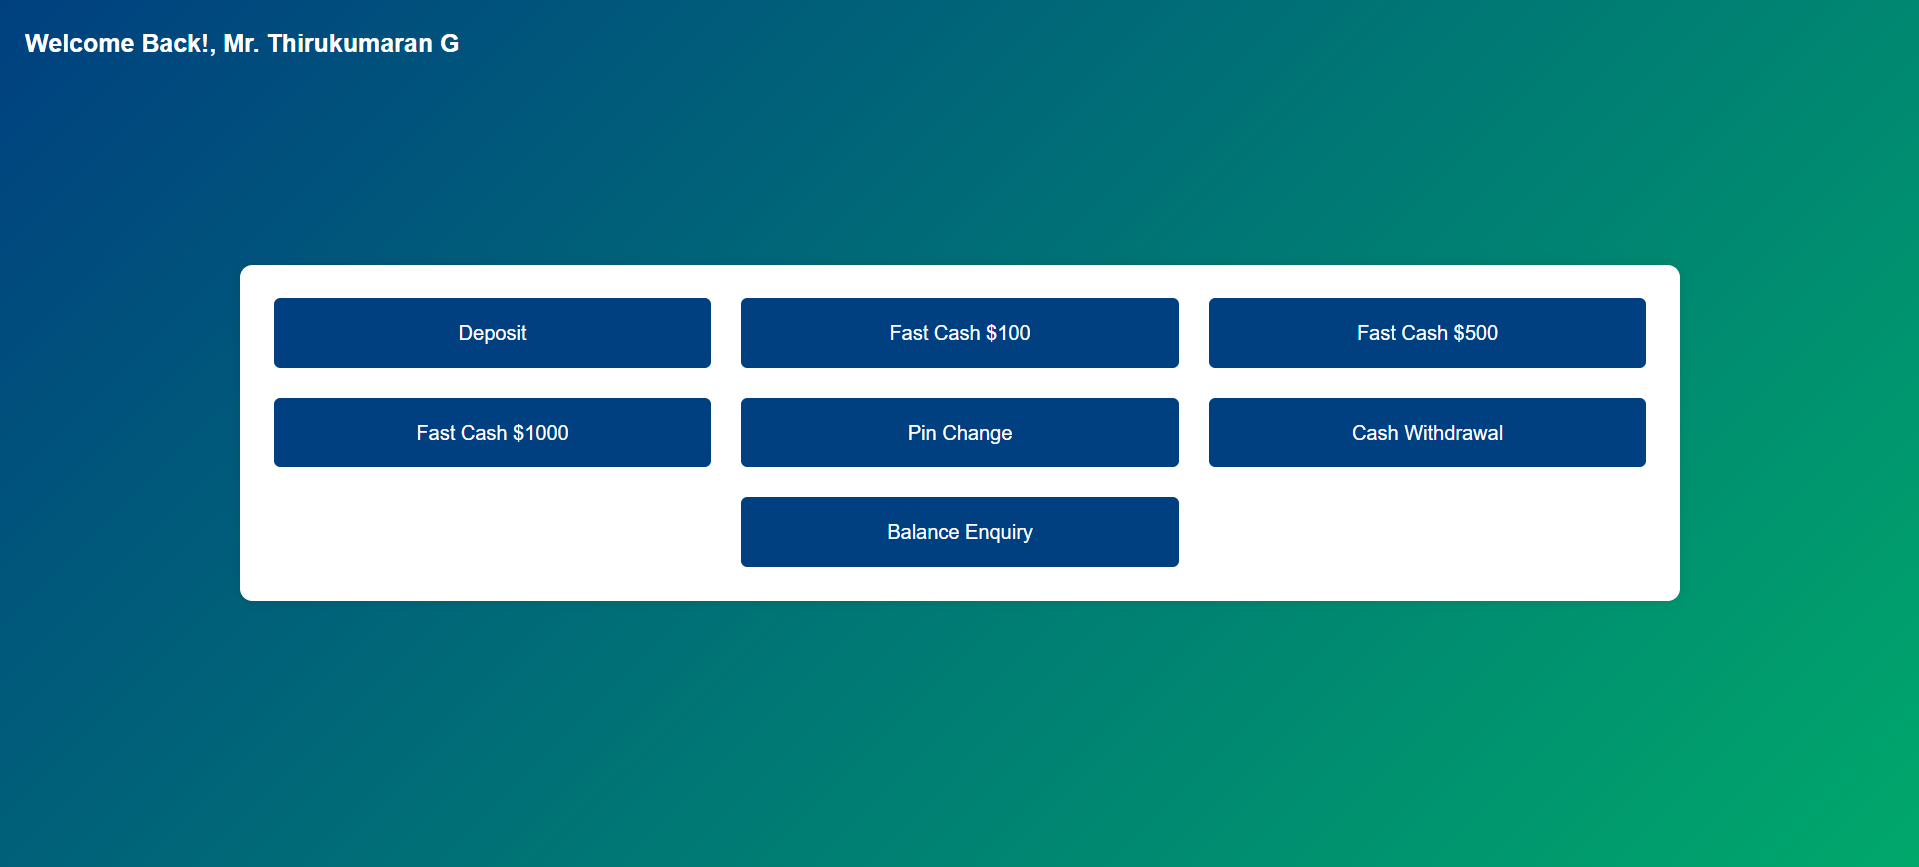 Welcome Back!, Mr. Thirukumaran G
Deposit
Fast Cash $100
Fast Cash $500
Fast Cash $1000
Pin Change
Cash Withdrawal
Balance Enquiry